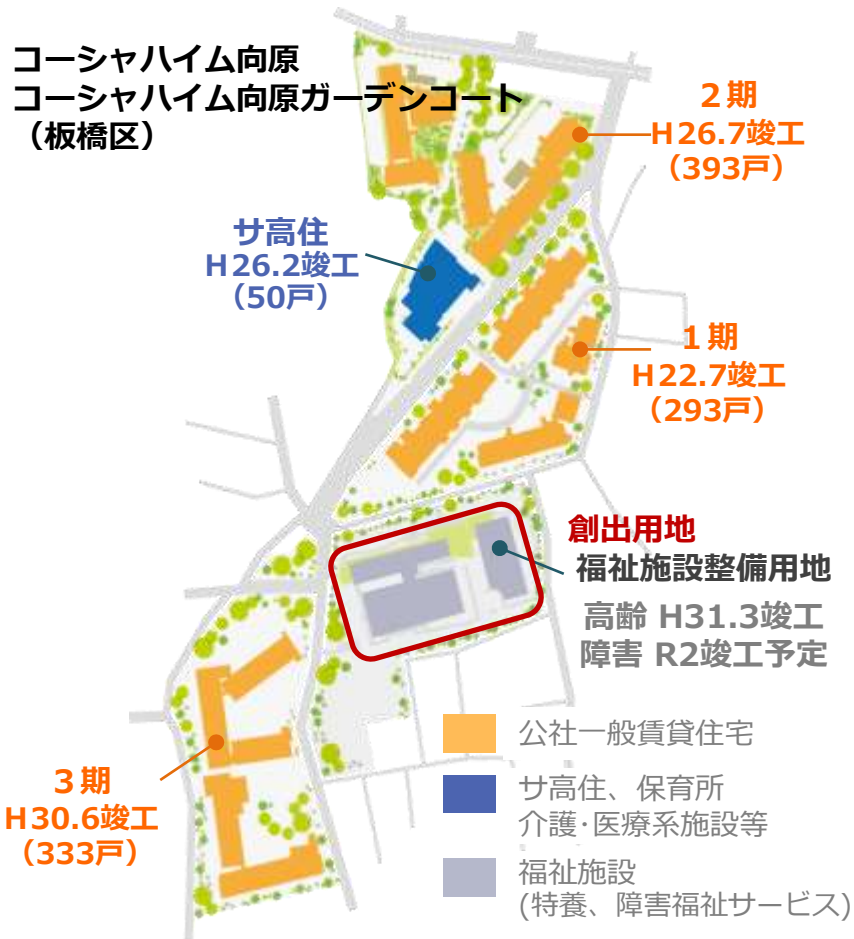 コーシャハイム向原
コーシャハイム向原ガーデンコート
（板橋区）
２期
H26.7竣工
（393戸）
サ高住
H26.2竣工
（50戸）
１期
H22.7竣工
（293戸）
創出用地
福祉施設整備用地
高齢 H31.3竣工
障害 R2竣工予定
３期
H30.6竣工
（333戸）
公社一般賃貸住宅
サ高住、保育所
介護･医療系施設等
福祉施設
(特養、障害福祉サービス)